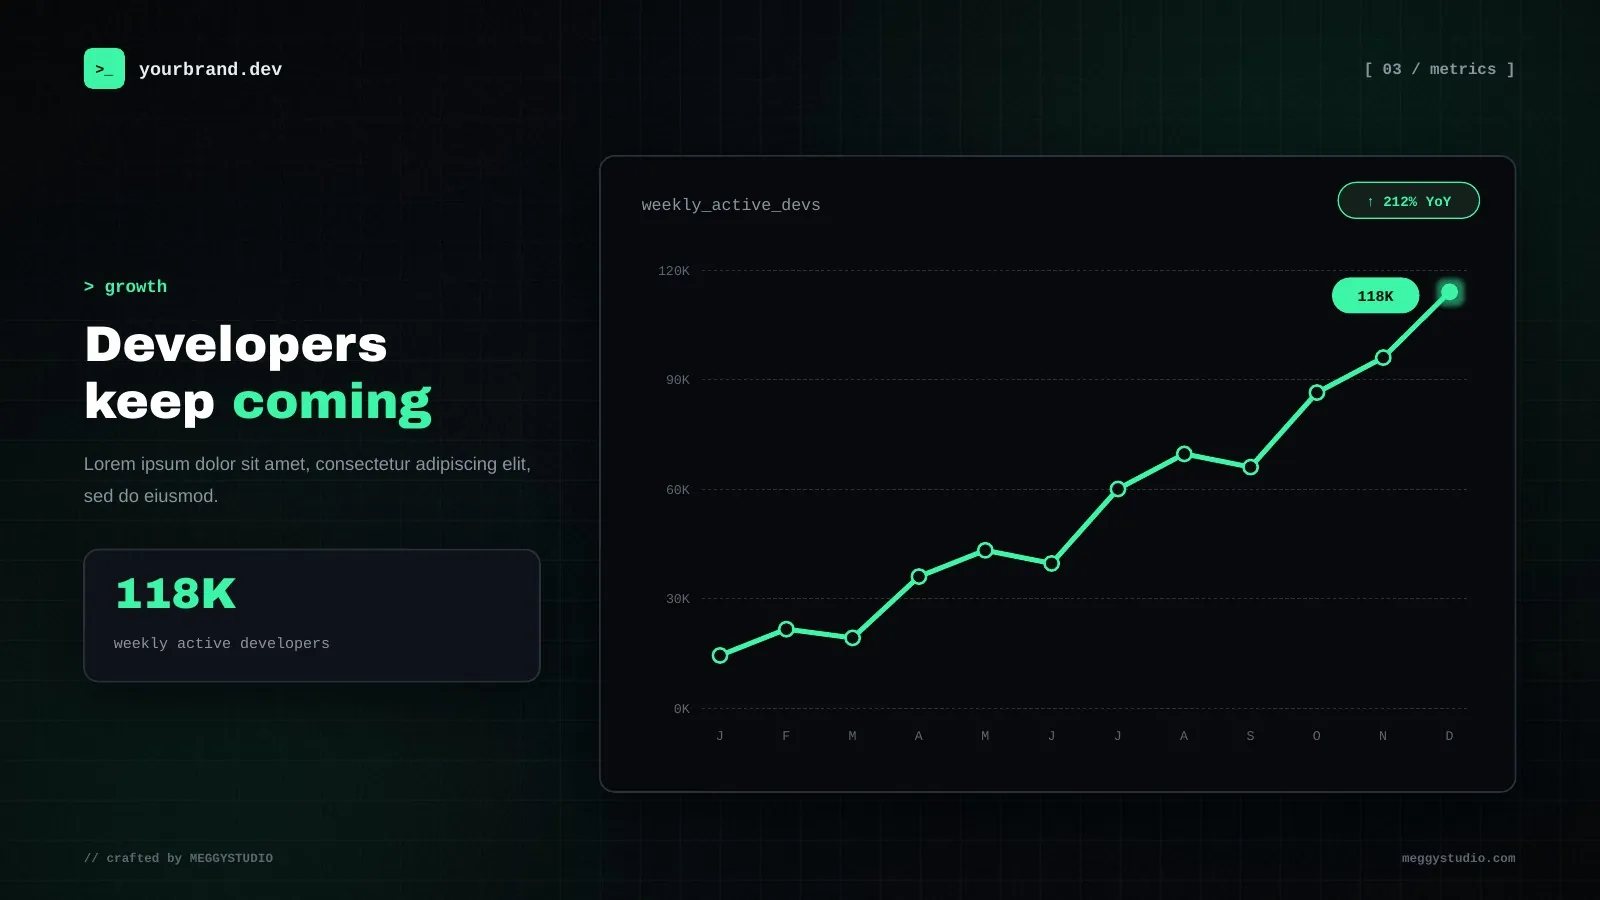 >_ yourbrand.dev
[ 03 / metrics ]
> growth
Developers
keep coming
Lorem ipsum dolor sit amet, consectetur adipiscing elit,
sed do eiusmod.
118K
weekly active developers
weekly_active_devs
↑ 212% YoY
120K
118K
90K
60K
30K
0K
J F M A M J J A S O N D
// crafted by MEGGYSTUDIO
meggystudio.com